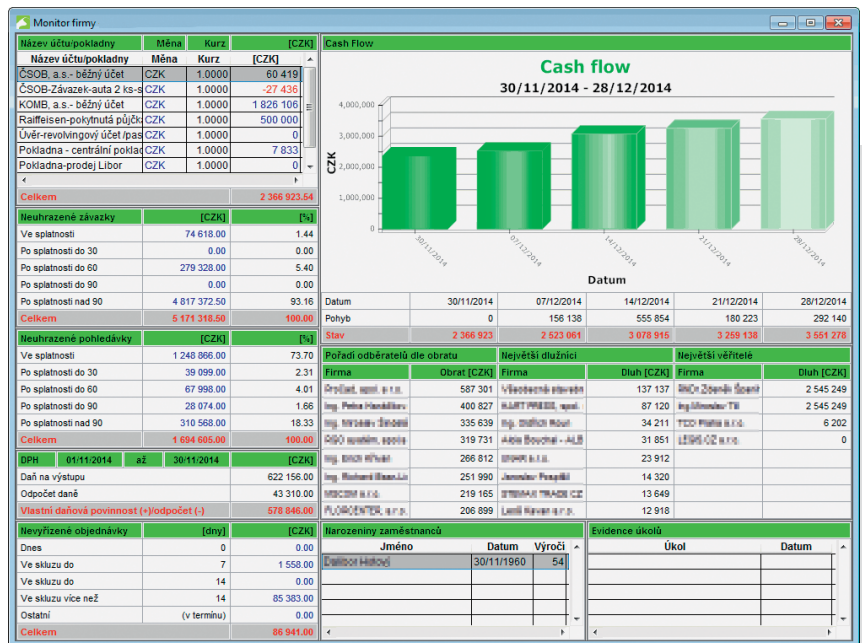 Monitor firmy
Název účtu/pokladny Měna Kurz [CZK]
Název účtu/pokladny Měna Kurz [CZK]
ČSOB, a.s.- běžný účet CZK 1.0000 60 419
ČSOB-Závazek-auta 2 ks-s CZK 1.0000 -27 436
KOMB, a.s.- běžný účet CZK 1.0000 1 826 106
Raiffeisen-pokytnutá půjčk CZK 1.0000 500 000
Úvěr-revolvingový účet /pas CZK 1.0000 0
Pokladna - centrální poklad CZK 1.0000 7 833
Pokladna-prodej Libor CZK 1.0000 0
Celkem 2 366 923.54
Neuhrazené závazky [CZK] [%]
Ve splatnosti 74 618.00 1.44
Po splatnosti do 30 0.00 0.00
Po splatnosti do 60 279 328.00 5.40
Po splatnosti do 90 0.00 0.00
Po splatnosti nad 90 4 817 372.50 93.16
Celkem 5 171 318.50 100.00
Neuhrazené pohledávky [CZK] [%]
Ve splatnosti 1 248 866.00 73.70
Po splatnosti do 30 39 099.00 2.31
Po splatnosti do 60 67 998.00 4.01
Po splatnosti do 90 28 074.00 1.66
Po splatnosti nad 90 310 568.00 18.33
Celkem 1 694 605.00 100.00
DPH 01/11/2014 až 30/11/2014 [CZK]
Daň na výstupu 622 156.00
Odpočet daně 43 310.00
Vlastní daňová povinnost (+)/odpočet (-) 578 846.00
Nevyřízené objednávky [dny] [CZK]
Dnes 0 0.00
Ve skluzu do 7 1 558.00
Ve skluzu do 14 0.00
Ve skluzu více než 14 85 383.00
Ostatní (v termínu) 0.00
Celkem 86 941.00
Cash Flow
Cash flow
30/11/2014 - 28/12/2014
4,000,000
3,000,000
2,000,000
1,000,000
0
CZK
30/11/2014 07/12/2014 14/12/2014 21/12/2014 28/12/2014
Datum
Datum 30/11/2014 07/12/2014 14/12/2014 21/12/2014 28/12/2014
Pohyb 0 156 138 555 854 180 223 292 140
Stav 2 366 923 2 523 061 3 078 915 3 259 138 3 551 278
Pořadí odběratelů dle obratu Největší dlužníci Největší věřitelé
Firma Obrat [CZK] Firma Dluh [CZK] Firma Dluh [CZK]
587 301 137 137 2 545 249
400 827 87 120 2 545 249
335 639 34 211 6 202
319 731 31 851 0
266 812 23 912
251 990 14 320
219 165 13 649
206 899 12 918
Narozeniny zaměstnanců
Jméno Datum Výročí
30/11/1960 54
Evidence úkolů
Úkol Datum